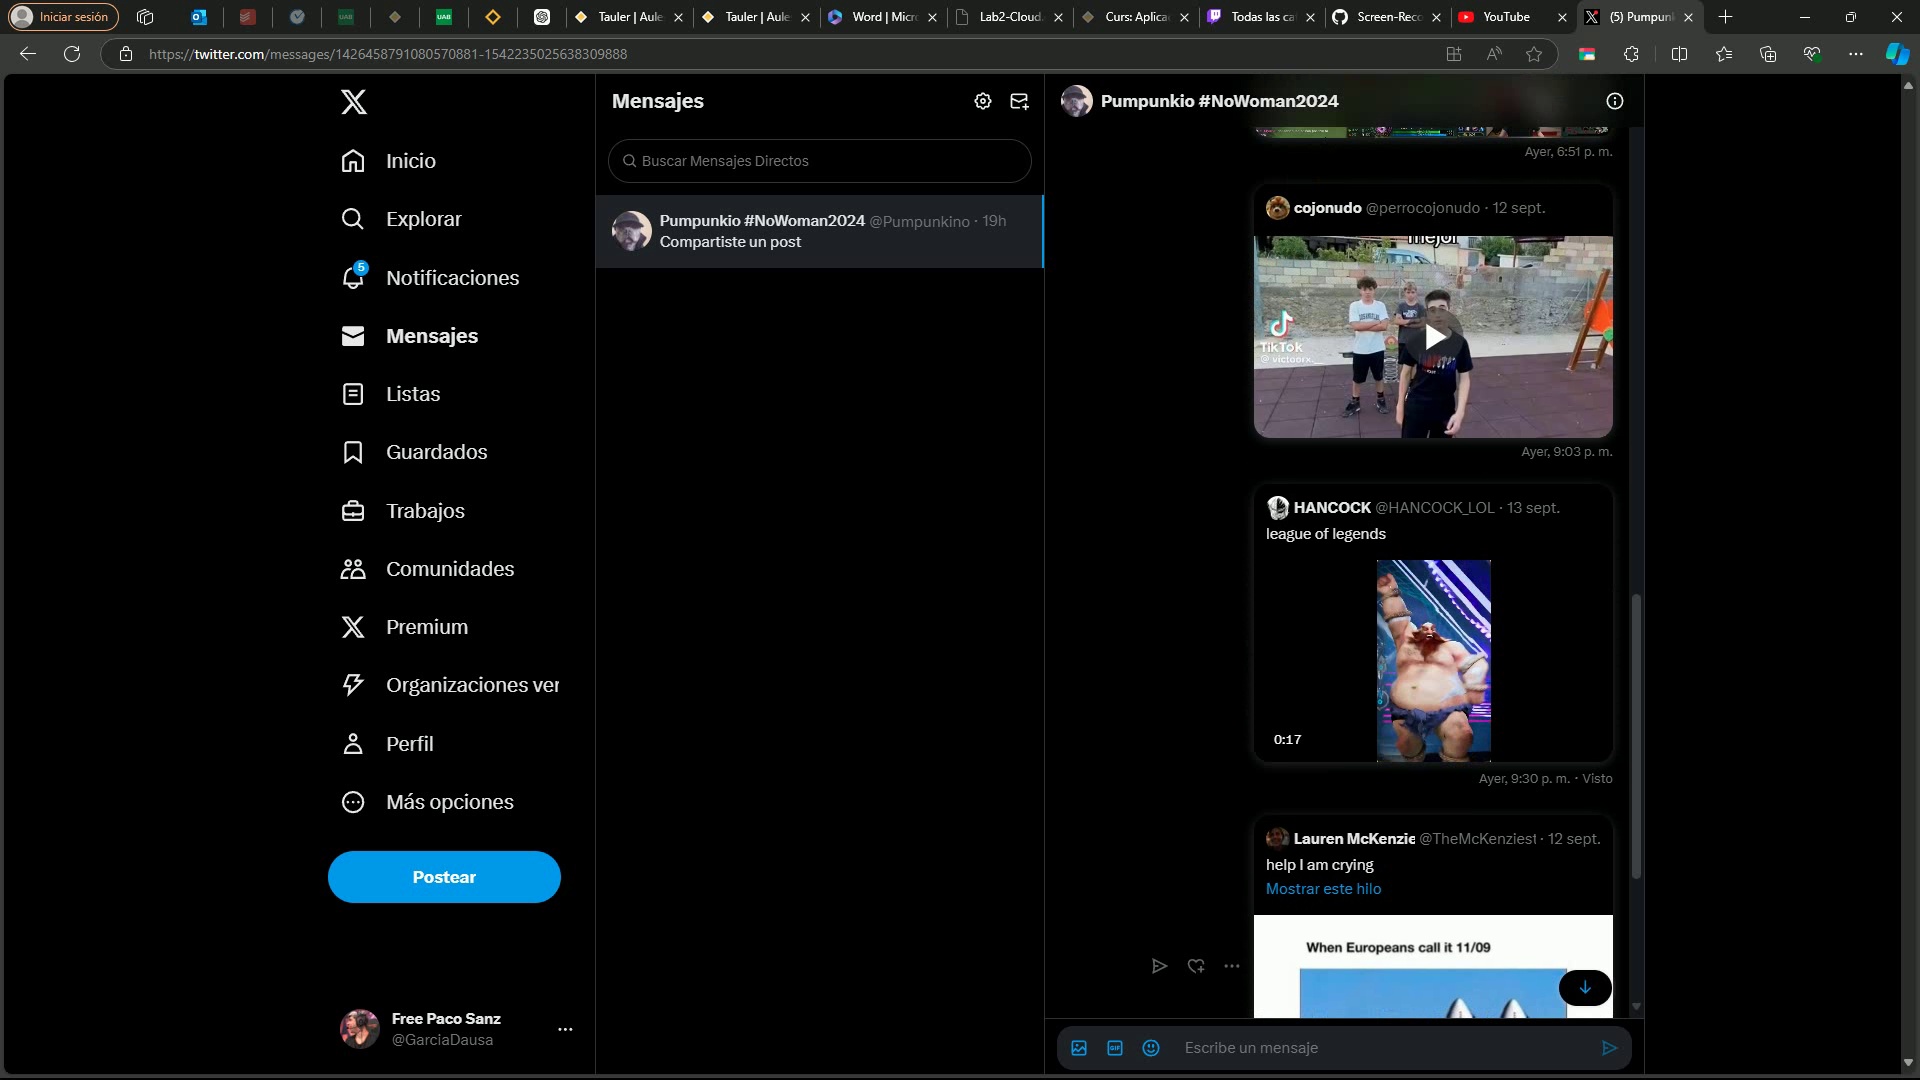 Iniciar sesión
Tauler | Aule
Tauler | Aule
Word | Micr
Lab2-Cloud.
Curs: Aplica
Todas las ca
Screen-Reco
YouTube
(5) Pumpun
https://twitter.com/messages/1426458791080570881-1542235025638309888
Inicio
Explorar
5
Notificaciones
Mensajes
Listas
Guardados
Trabajos
Comunidades
Premium
Organizaciones ver
Perfil
Más opciones
Postear
Free Paco Sanz
@GarciaDausa
Mensajes
Buscar Mensajes Directos
Pumpunkio #NoWoman2024 @Pumpunkino · 19h
Compartiste un post
Pumpunkio #NoWoman2024
Ayer, 6:51 p. m.
cojonudo @perrocojonudo · 12 sept.
mejor
TikTok
@victoorx
Ayer, 9:03 p. m.
HANCOCK @HANCOCK_LOL · 13 sept.
league of legends
0:17
Ayer, 9:30 p. m. · Visto
Lauren McKenzie @TheMcKenziest · 12 sept.
help I am crying
Mostrar este hilo
When Europeans call it 11/09
GIF
Escribe un mensaje